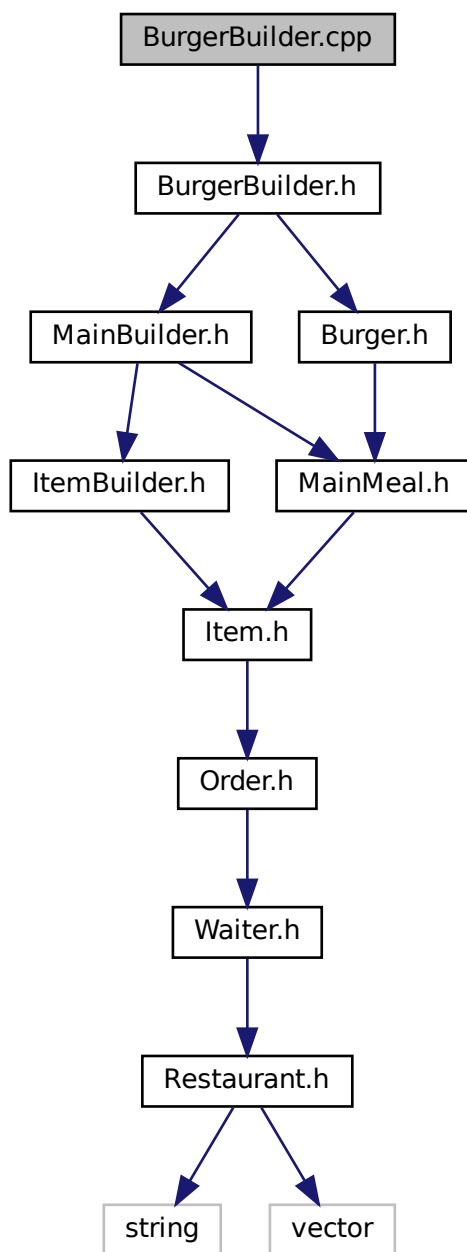 BurgerBuilder.cpp
BurgerBuilder.h
MainBuilder.h
Burger.h
ItemBuilder.h
MainMeal.h
Item.h
Order.h
Waiter.h
Restaurant.h
string
vector